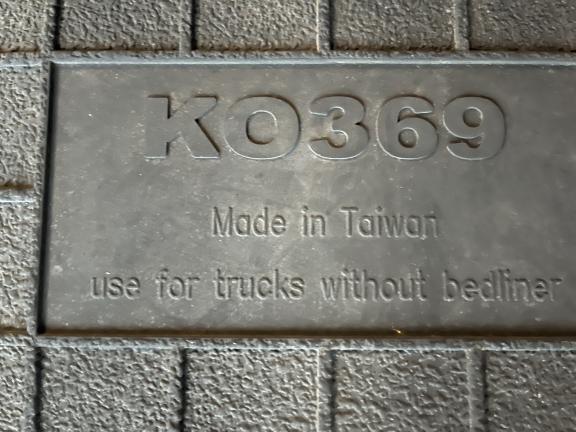 KO369
Made in Taiwan
use for trucks without bedliner